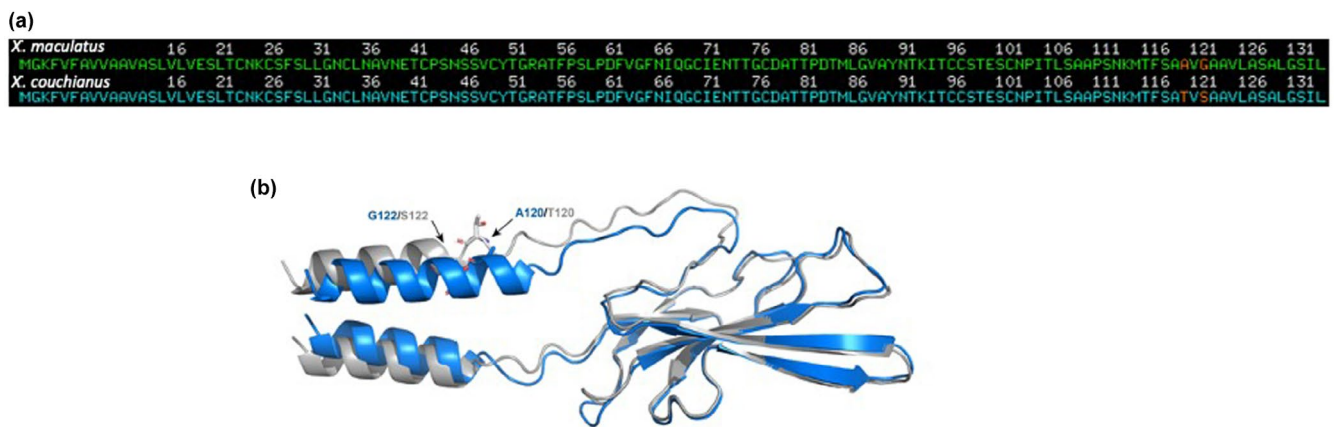 (a)
X. maculatus 16 21 26 31 36 41 46 51 56 61 66 71 76 81 86 91 96 101 106 111 116 121 126 131
MGKFVFAVVAAVASLVLVESLTCNKCSFSLLGNCLNAVNETCPSNSSVCYTGRATFPSLPDFVGFNIQGCIENTTGCDATTPDTMLGVAYNTKITCCSTESCNPITLSAAPSNKMTFSAAVGAAVLASALGSIL
X. couchianus 16 21 26 31 36 41 46 51 56 61 66 71 76 81 86 91 96 101 106 111 116 121 126 131
MGKFVFAVVAAVASLVLVESLTCNKCSFSLLGNCLNAVNETCPSNSSVCYTGRATFPSLPDFVGFNIQGCIENTTGCDATTPDTMLGVAYNTKITCCSTESCNPITLSAAPSNKMTFSATVSAAVLASALGSIL
(b)
G122/S122 A120/T120